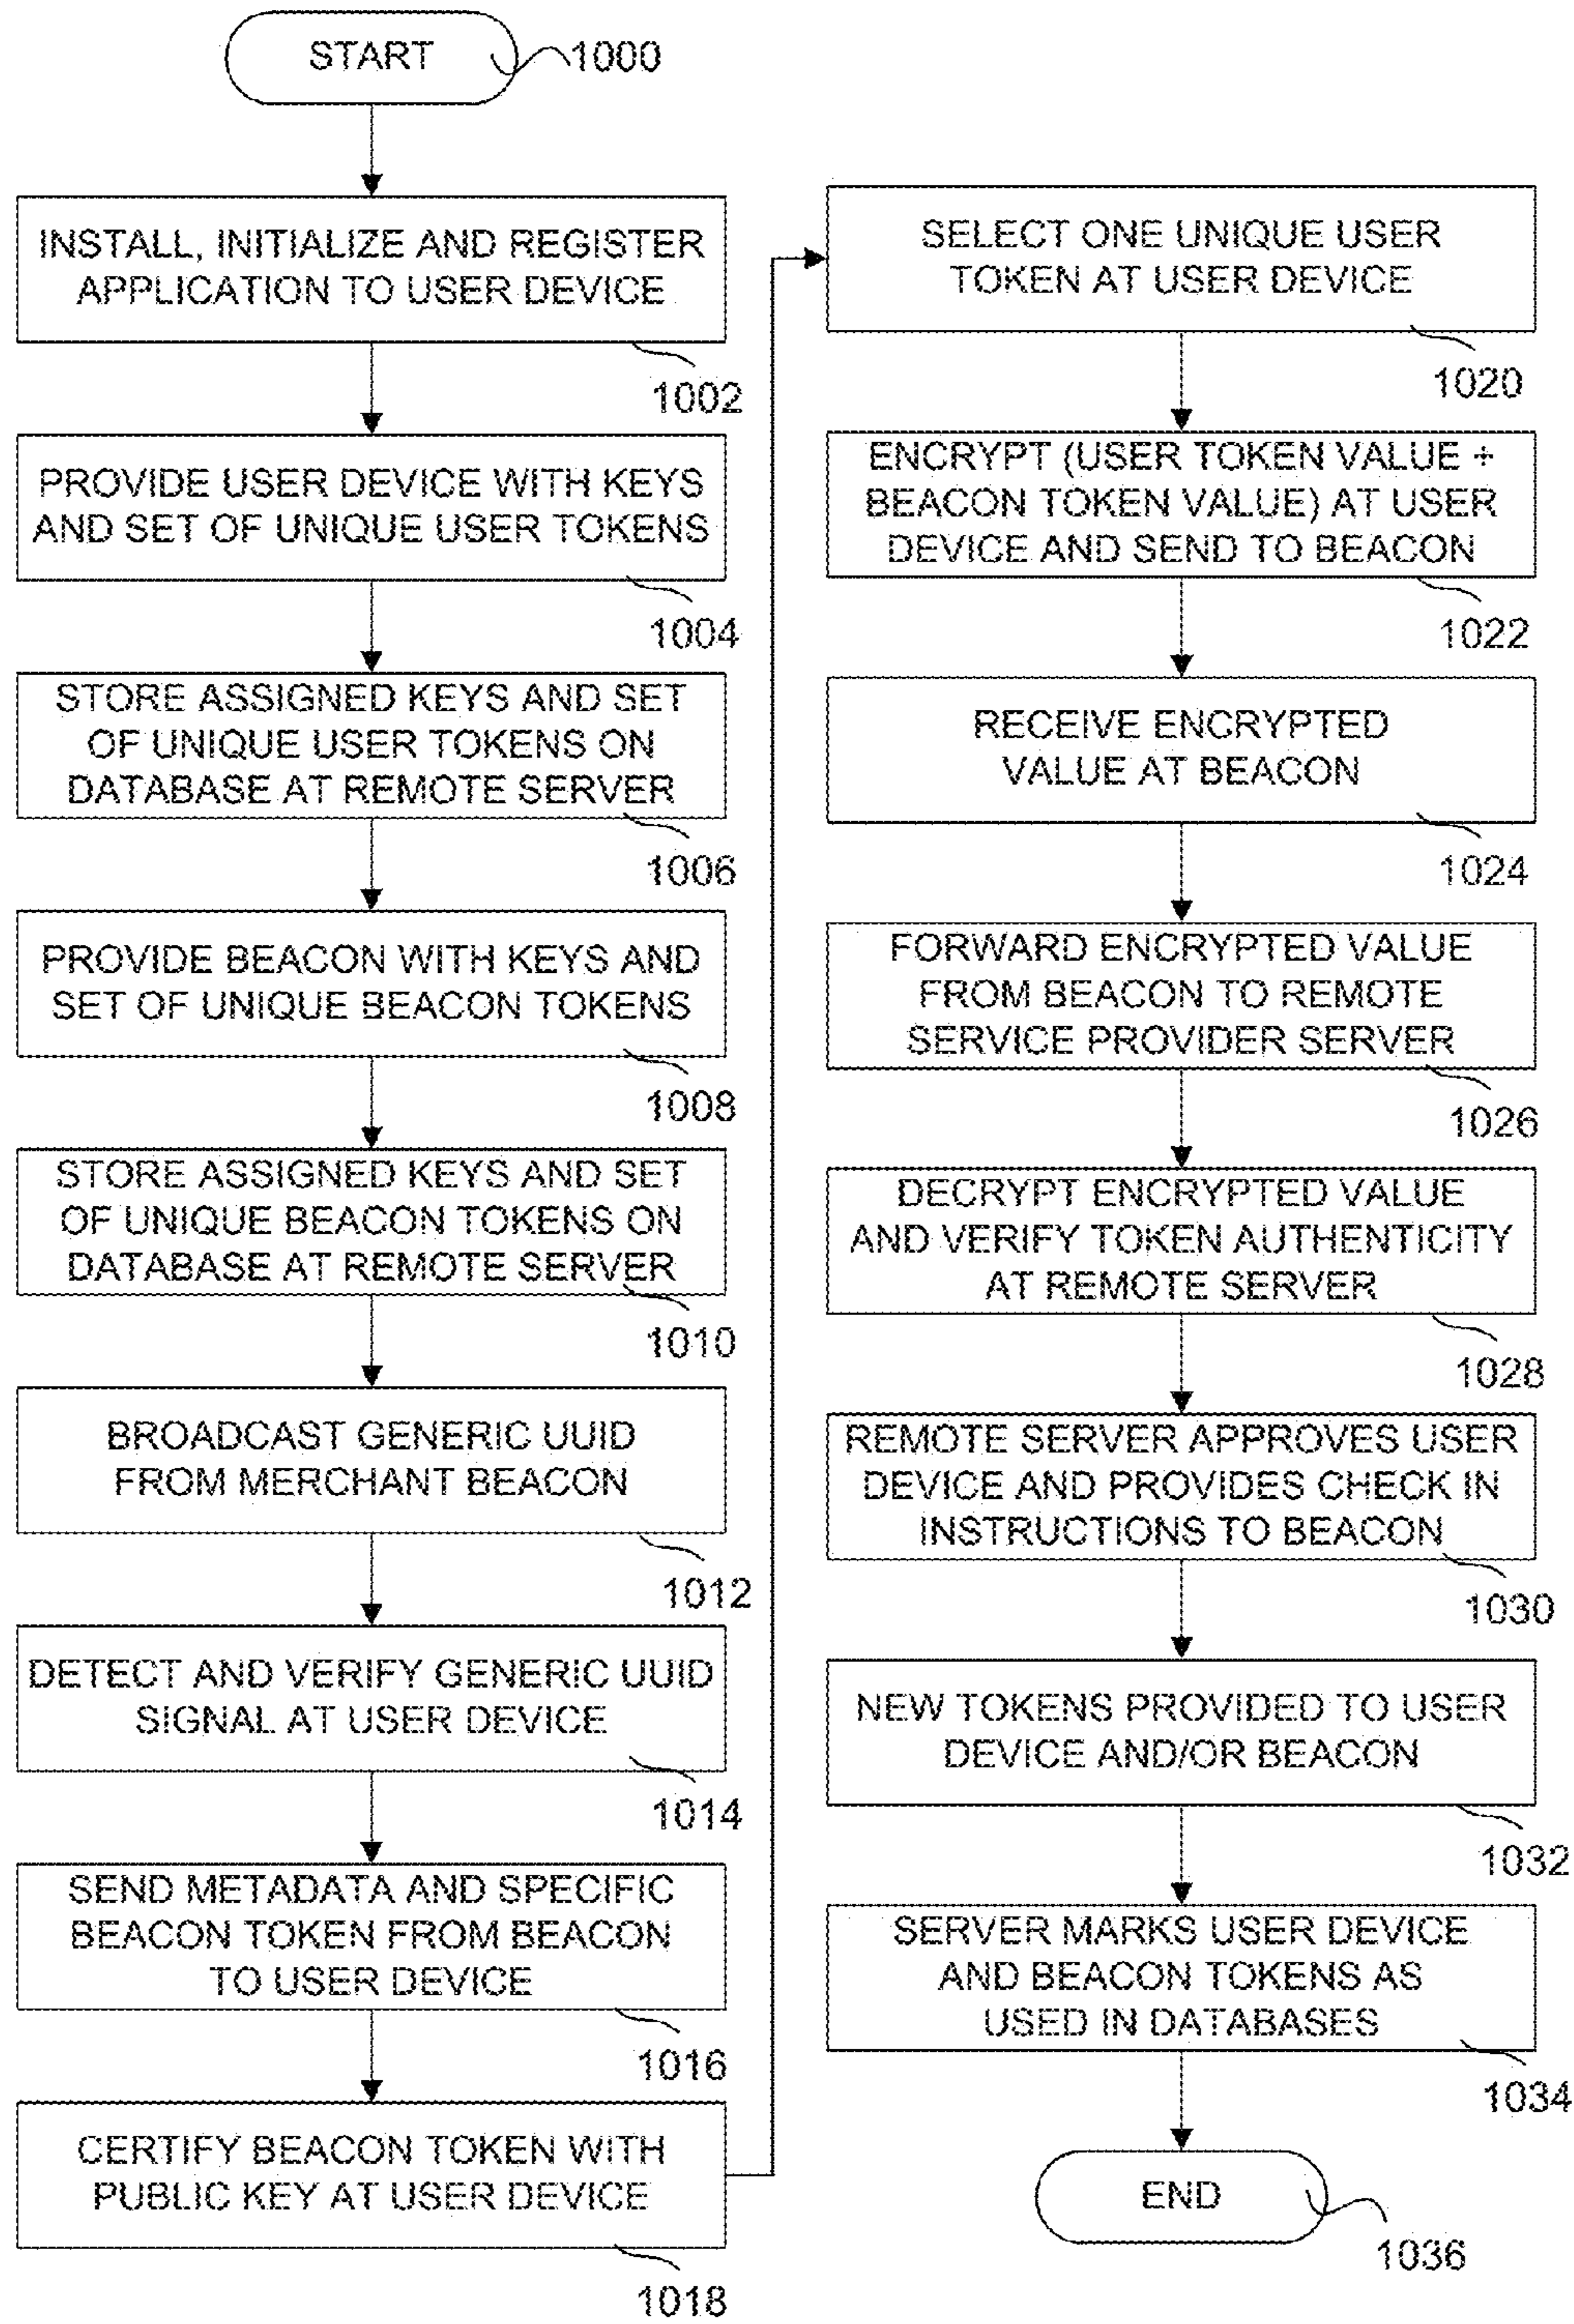 START
1000
INSTALL, INITIALIZE AND REGISTER
APPLICATION TO USER DEVICE
1002
PROVIDE USER DEVICE WITH KEYS
AND SET OF UNIQUE USER TOKENS
1004
STORE ASSIGNED KEYS AND SET
OF UNIQUE USER TOKENS ON
DATABASE AT REMOTE SERVER
1006
PROVIDE BEACON WITH KEYS AND
SET OF UNIQUE BEACON TOKENS
1008
STORE ASSIGNED KEYS AND SET
OF UNIQUE BEACON TOKENS ON
DATABASE AT REMOTE SERVER
1010
BROADCAST GENERIC UUID
FROM MERCHANT BEACON
1012
DETECT AND VERIFY GENERIC UUID
SIGNAL AT USER DEVICE
1014
SEND METADATA AND SPECIFIC
BEACON TOKEN FROM BEACON
TO USER DEVICE
1016
CERTIFY BEACON TOKEN WITH
PUBLIC KEY AT USER DEVICE
1018
SELECT ONE UNIQUE USER
TOKEN AT USER DEVICE
1020
ENCRYPT (USER TOKEN VALUE +
BEACON TOKEN VALUE) AT USER
DEVICE AND SEND TO BEACON
1022
RECEIVE ENCRYPTED
VALUE AT BEACON
1024
FORWARD ENCRYPTED VALUE
FROM BEACON TO REMOTE
SERVICE PROVIDER SERVER
1026
DECRYPT ENCRYPTED VALUE
AND VERIFY TOKEN AUTHENTICITY
AT REMOTE SERVER
1028
REMOTE SERVER APPROVES USER
DEVICE AND PROVIDES CHECK IN
INSTRUCTIONS TO BEACON
1030
NEW TOKENS PROVIDED TO USER
DEVICE AND/OR BEACON
1032
SERVER MARKS USER DEVICE
AND BEACON TOKENS AS
USED IN DATABASES
1034
END
1036